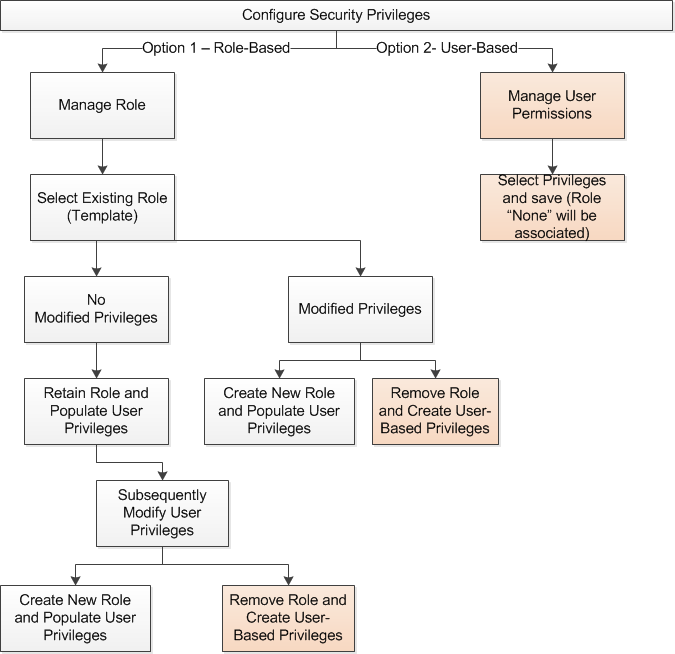 Configure Security Privileges
Option 1 – Role-Based
Option 2- User-Based
Manage Role
Manage User
Permissions
Select Existing Role
(Template)
Select Privileges
and save (Role
“None” will be
associated)
No
Modified Privileges
Modified Privileges
Retain Role and
Populate User
Privileges
Create New Role
and Populate User
Privileges
Remove Role
and Create User-
Based Privileges
Subsequently
Modify User
Privileges
Create New Role
and Populate User
Privileges
Remove Role and
Create User-
Based Privileges